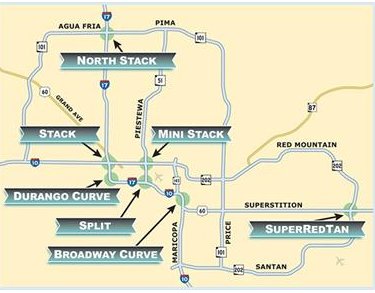 17
AGUA FRIA
PIMA
101
101
NORTH STACK
60
51
GRAND AVE
PIESTEWA
87
STACK
MINI STACK
RED MOUNTAIN
10
10
202
DURANGO CURVE
17
10
143
60
SUPERSTITION
202
SPLIT
SUPERREDTAN
BROADWAY CURVE
MARICOPA
PRICE
101
SANTAN
202
10